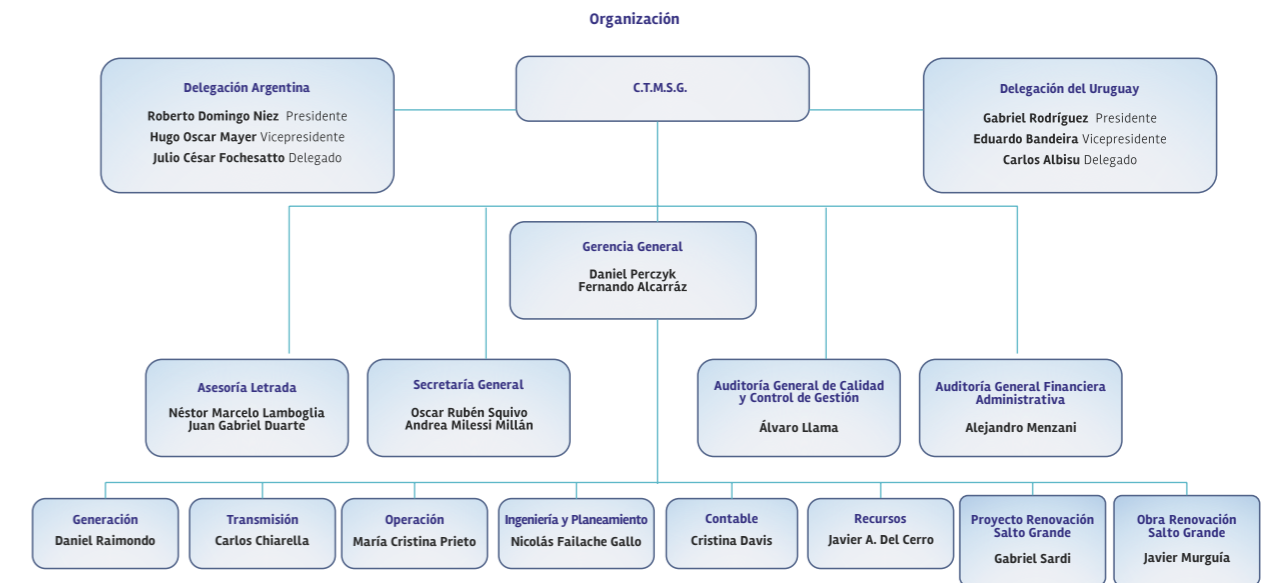 Organización
Delegación Argentina
Roberto Domingo Niez Presidente
Hugo Oscar Mayer Vicepresidente
Julio César Fochesatto Delegado
C.T.M.S.G.
Delegación del Uruguay
Gabriel Rodríguez Presidente
Eduardo Bandeira Vicepresidente
Carlos Albisu Delegado
Gerencia General
Daniel Perczyk
Fernando Alcarráz
Asesoría Letrada
Néstor Marcelo Lamboglia
Juan Gabriel Duarte
Secretaría General
Oscar Rubén Squivo
Andrea Milessi Millán
Auditoría General de Calidad
y Control de Gestión
Álvaro Llama
Auditoría General Financiera
Administrativa
Alejandro Menzani
Generación
Daniel Raimondo
Transmisión
Carlos Chiarella
Operación
María Cristina Prieto
Ingeniería y Planeamiento
Nicolás Failache Gallo
Contable
Cristina Davis
Recursos
Javier A. Del Cerro
Proyecto Renovación
Salto Grande
Gabriel Sardi
Obra Renovación
Salto Grande
Javier Murguía